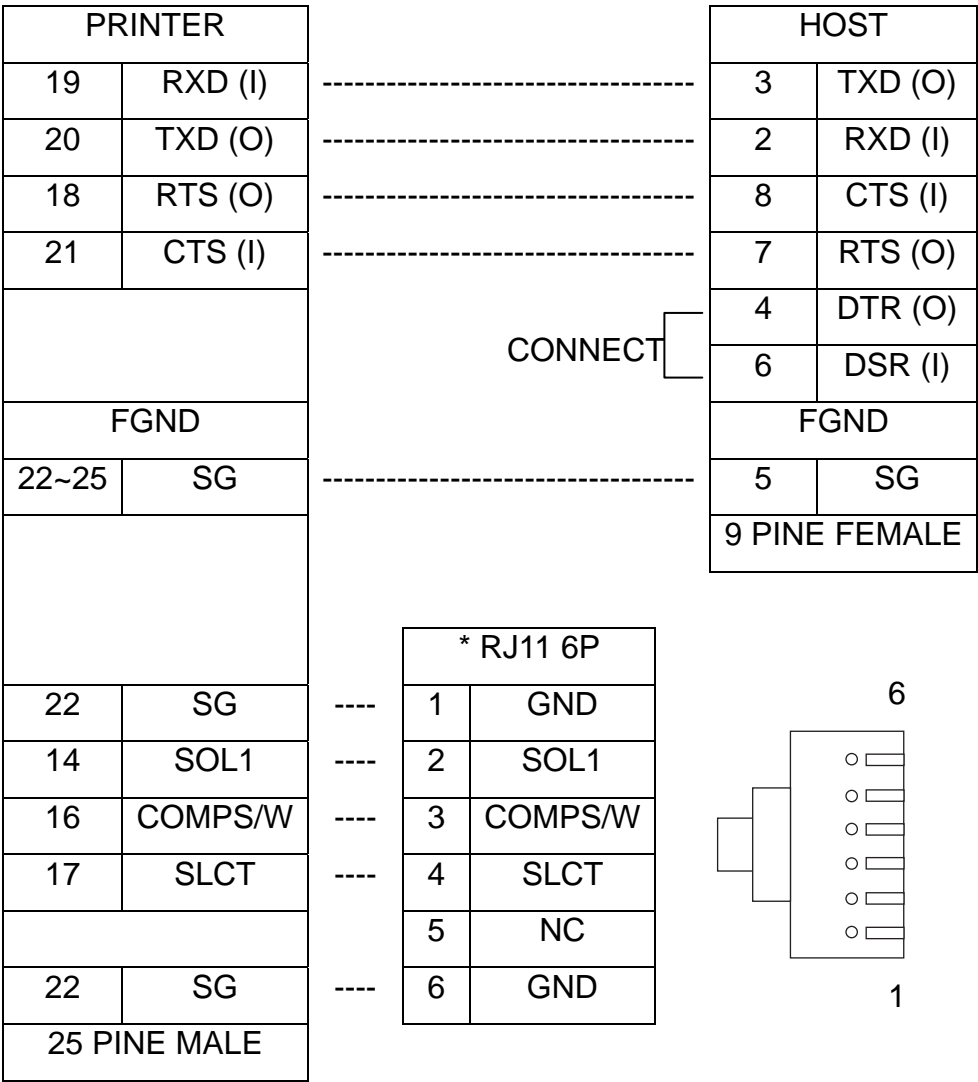 PRINTER HOST
19 RXD (I) ---------------------------------- 3 TXD (O)
20 TXD (O) ---------------------------------- 2 RXD (I)
18 RTS (O) ---------------------------------- 8 CTS (I)
21 CTS (I) ---------------------------------- 7 RTS (O)
4 DTR (O)
CONNECT
6 DSR (I)
FGND FGND
22~25 SG ---------------------------------- 5 SG
9 PINE FEMALE
* RJ11 6P
22 SG ---- 1 GND 6
14 SOL1 ---- 2 SOL1
16 COMPS/W ---- 3 COMPS/W
17 SLCT ---- 4 SLCT
5 NC
22 SG ---- 6 GND 1
25 PINE MALE